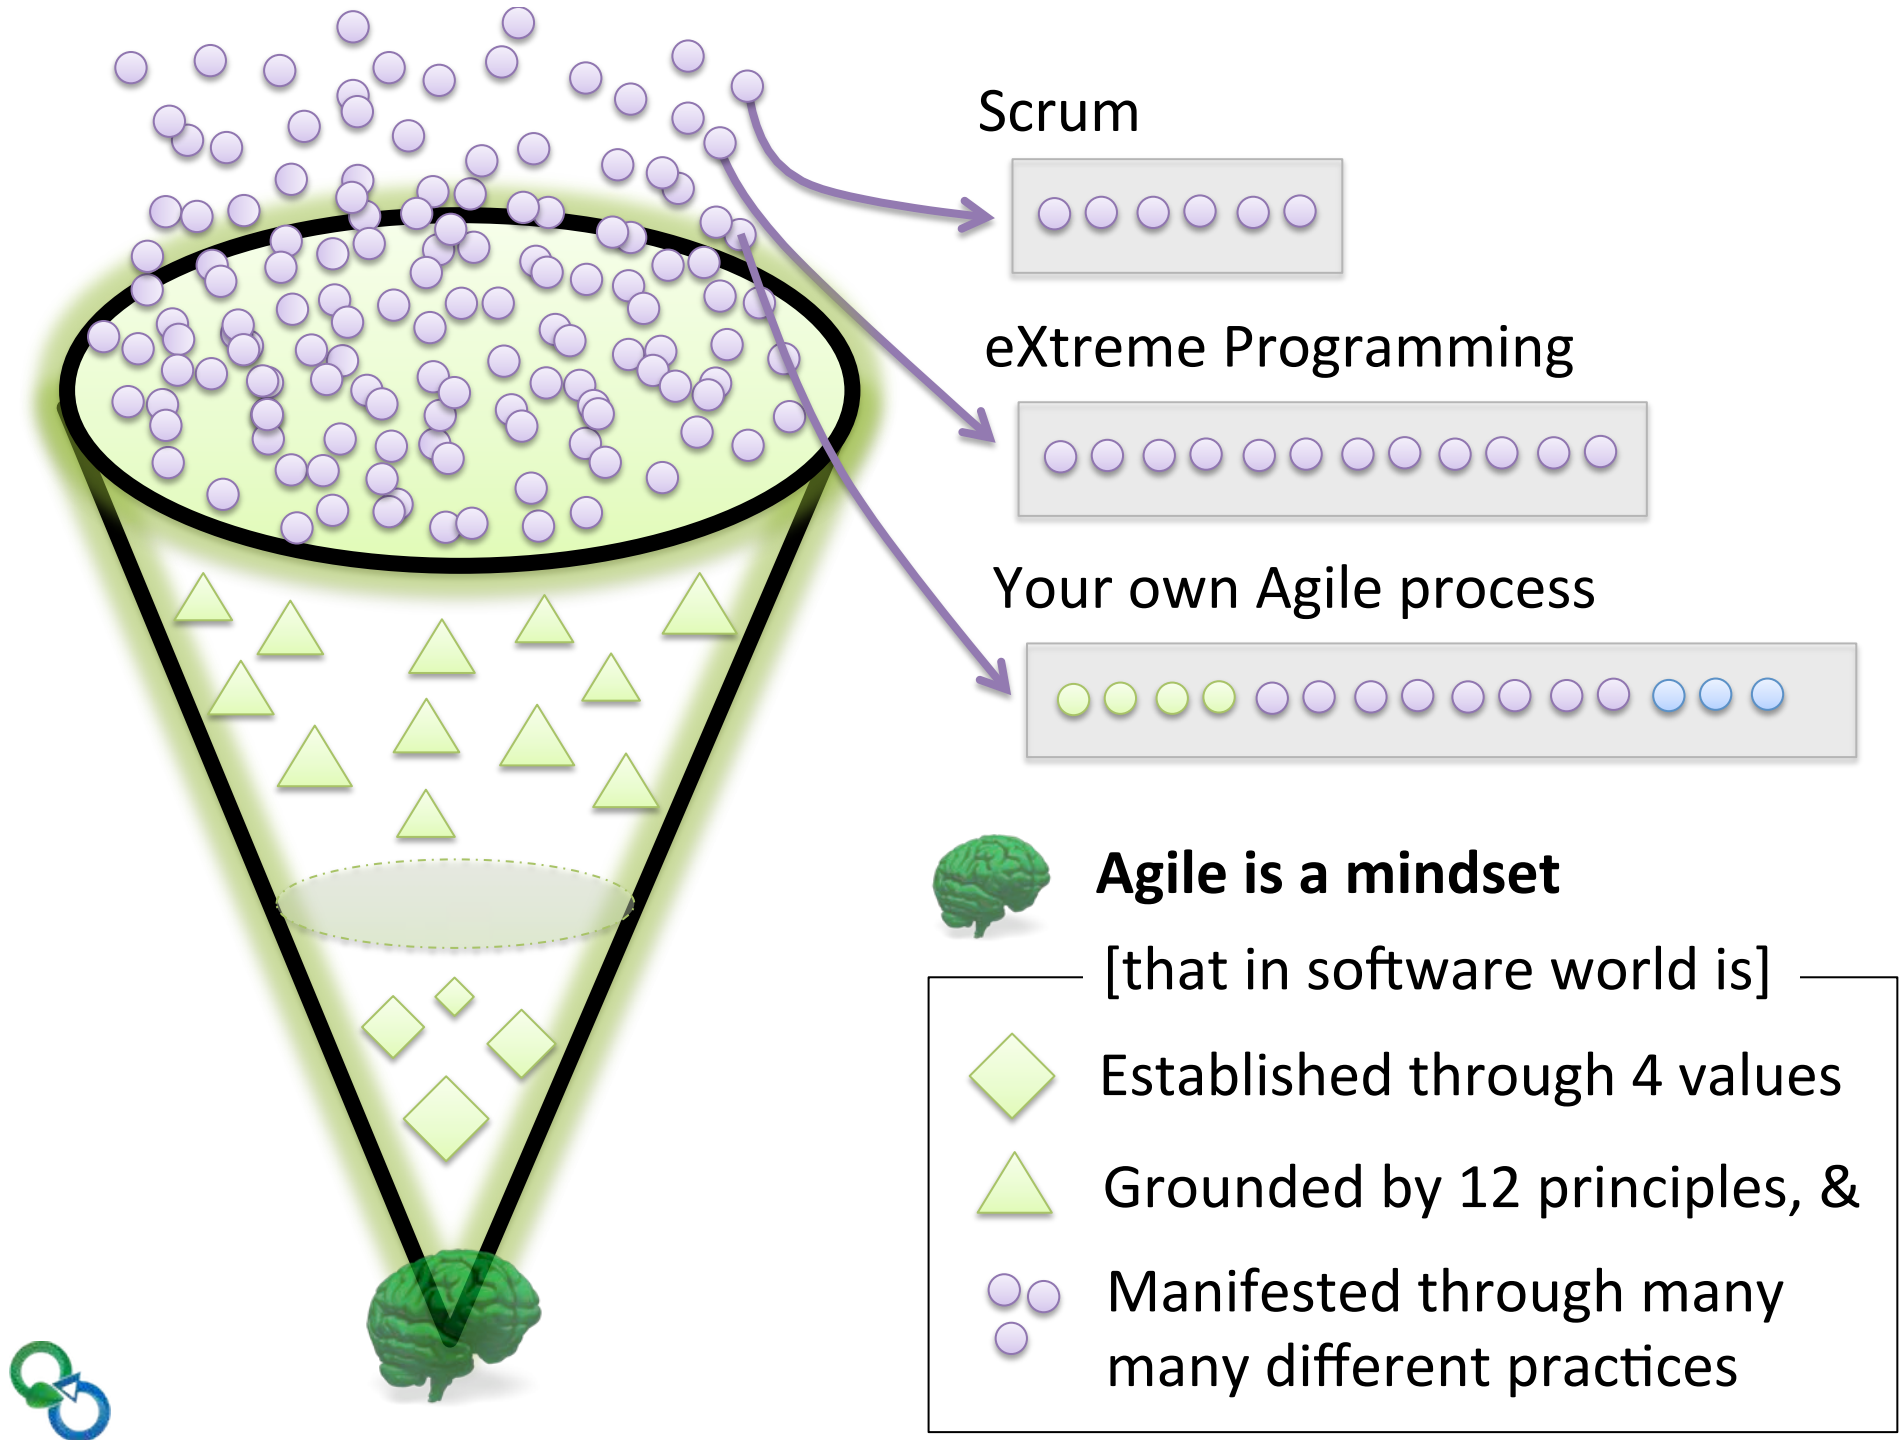 Scrum
eXtreme Programming
Your own Agile process
Agile is a mindset
[that in software world is]
Established through 4 values
Grounded by 12 principles, &
Manifested through many
many different practices